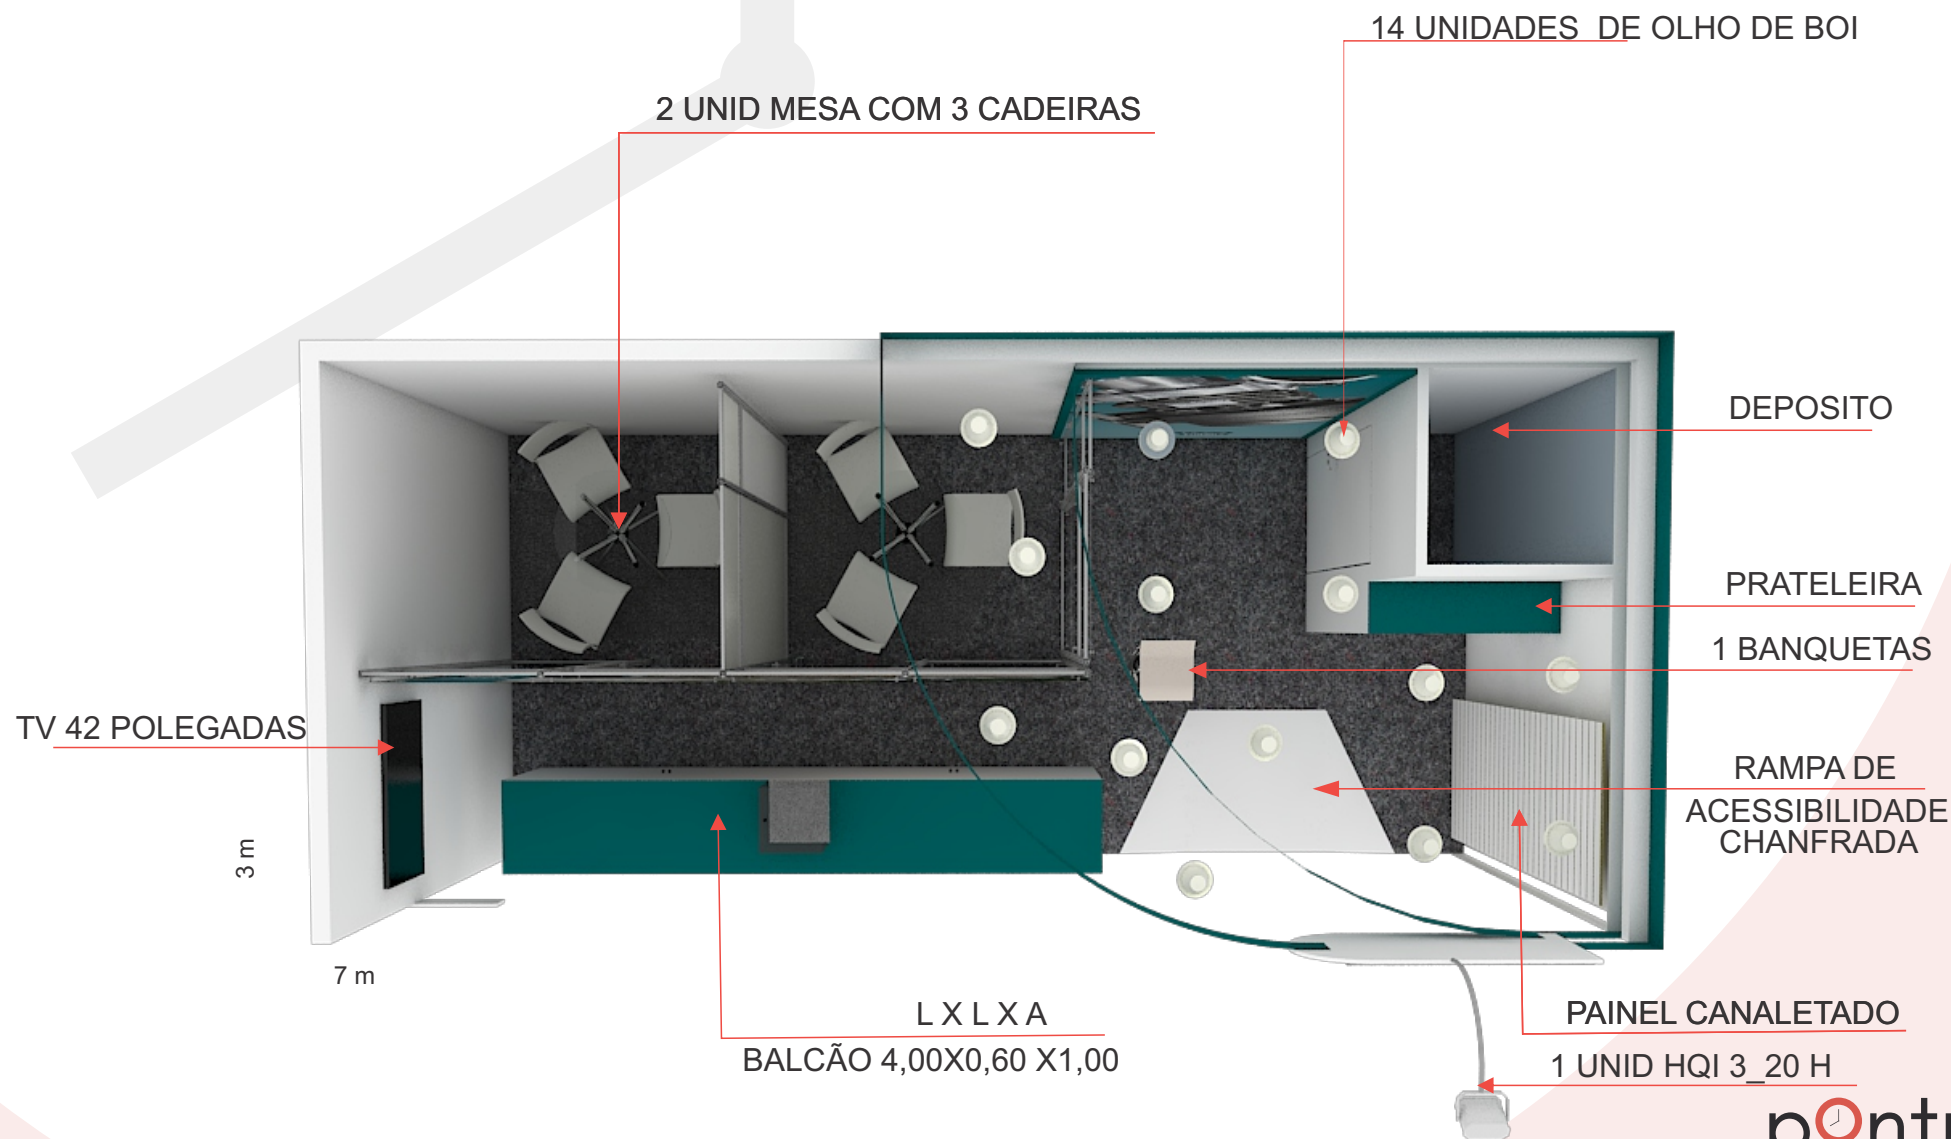 14 UNIDADES  DE OLHO DE BOI
2 UNID MESA COM 3 CADEIRAS
DEPOSITO
PRATELEIRA
1 BANQUETAS
TV 42 POLEGADAS
RAMPA DE
ACESSIBILIDADE
CHANFRADA
3 m
7 m
L X L X A
BALCÃO 4,00X0,60 X1,00
PAINEL CANALETADO
1 UNID HQI 3_20 H